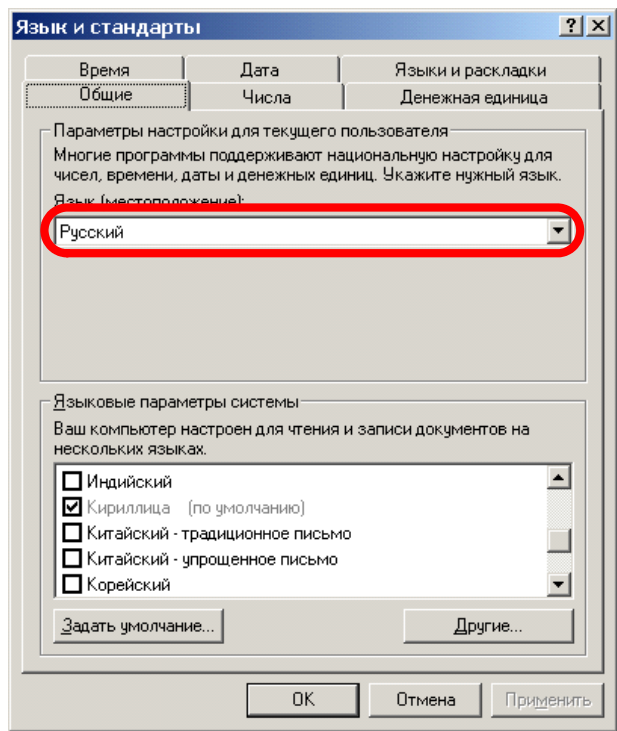 Язык и стандарты
Время Дата Языки и раскладки
Общие Числа Денежная единица
Параметры настройки для текущего пользователя
Многие программы поддерживают национальную настройку для
чисел, времени, даты и денежных единиц. Укажите нужный язык.
Язык (местоположение):
Русский
Языковые параметры системы
Ваш компьютер настроен для чтения и записи документов на
нескольких языках.
Индийский
Кириллица (по умолчанию)
Китайский - традиционное письмо
Китайский - упрощенное письмо
Корейский
Задать умолчание... Другие...
OK Отмена Применить